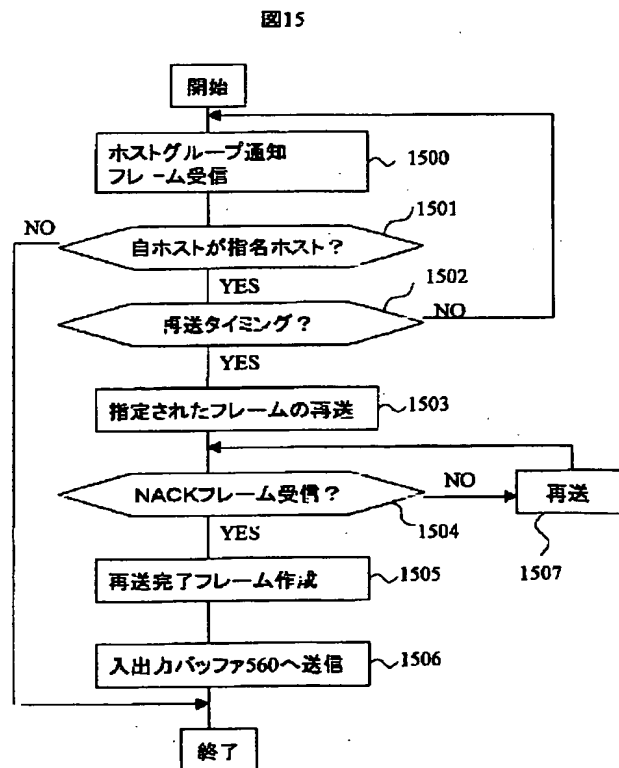 図15
開始
ホストグループ通知
フレーム受信
1500
1501
NO
自ホストが指名ホスト？
YES
1502
再送タイミング？
NO
YES
指定されたフレームの再送
1503
NACKフレーム受信？
NO
再送
YES
1504
1507
再送完了フレーム作成
1505
入出力バッファ560へ送信
1506
終了